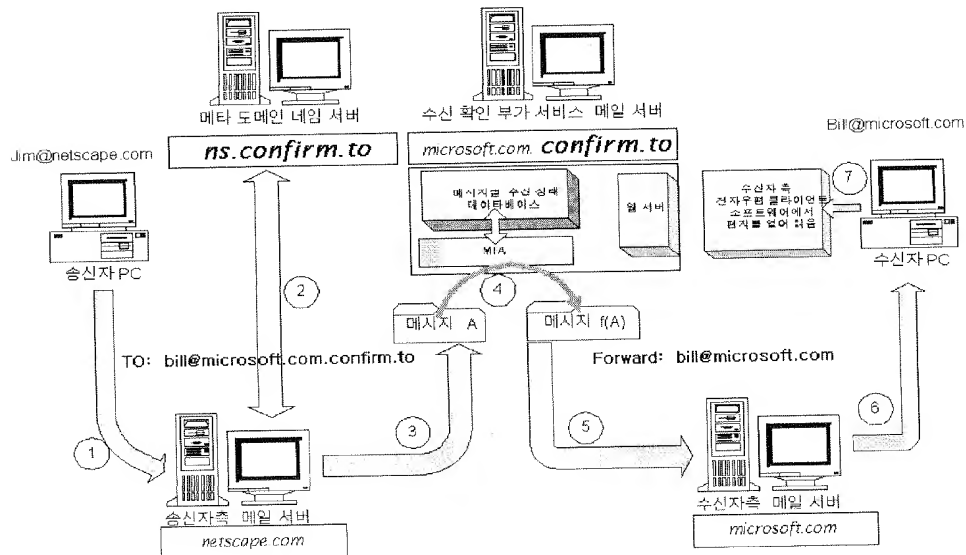 메타 도메인 네임 서버
수신 확인 부가 서비스 메일 서버
Jim@netscape.com
ns.confirm.to
microsoft.com. confirm.to
Bill@microsoft.com
송신자 PC
메시지별 수신 상태
데이타베이스
MTA
웹 서버
수신자 측
전자우편 클라이언트
소프트웨어에서
편지를 열어 읽음
7
수신자 PC
2
4
메시지 A
메시지 f(A)
TO: bill@microsoft.com.confirm.to
Forward: bill@microsoft.com
1
3
5
6
송신자측 메일 서버
netscape.com
수신자측 메일 서버
microsoft.com